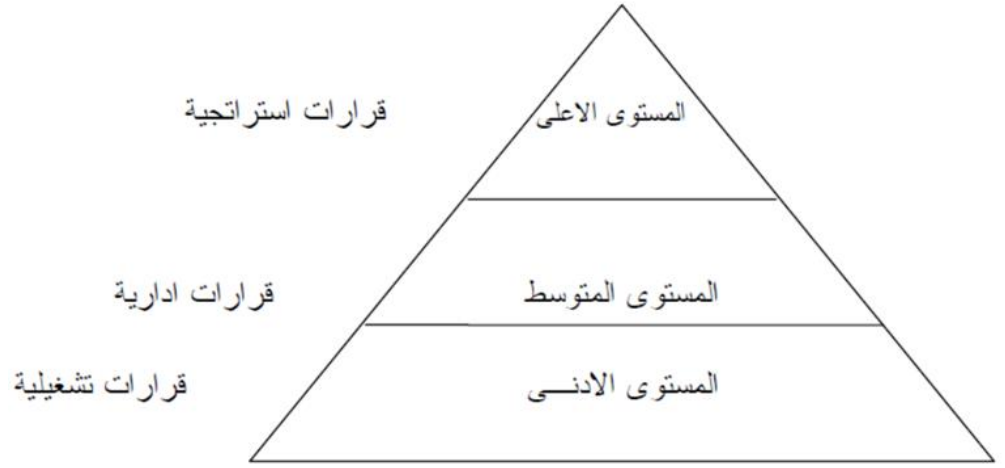 المستوى الاعلى
قرارات استراتجية
المستوى المتوسط
قرارات ادارية
المستوى الادنـــى
قرارات تشغيلية